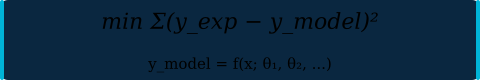 min Σ(y_exp − y_model)²
y_model = f(x; θ₁, θ₂, ...)